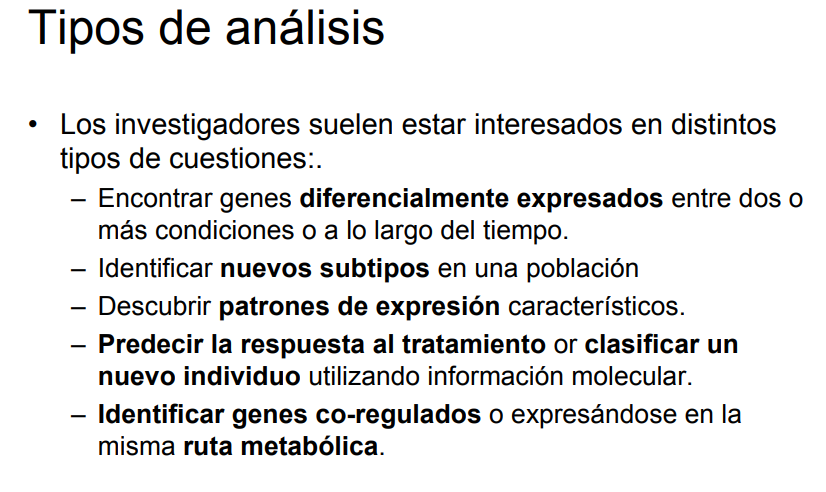 Tipos de análisis
• Los investigadores suelen estar interesados en distintos
tipos de cuestiones:.
– Encontrar genes diferencialmente expresados entre dos o
más condiciones o a lo largo del tiempo.
– Identificar nuevos subtipos en una población
– Descubrir patrones de expresión característicos.
– Predecir la respuesta al tratamiento or clasificar un
nuevo individuo utilizando información molecular.
– Identificar genes co-regulados o expresándose en la
misma ruta metabólica.